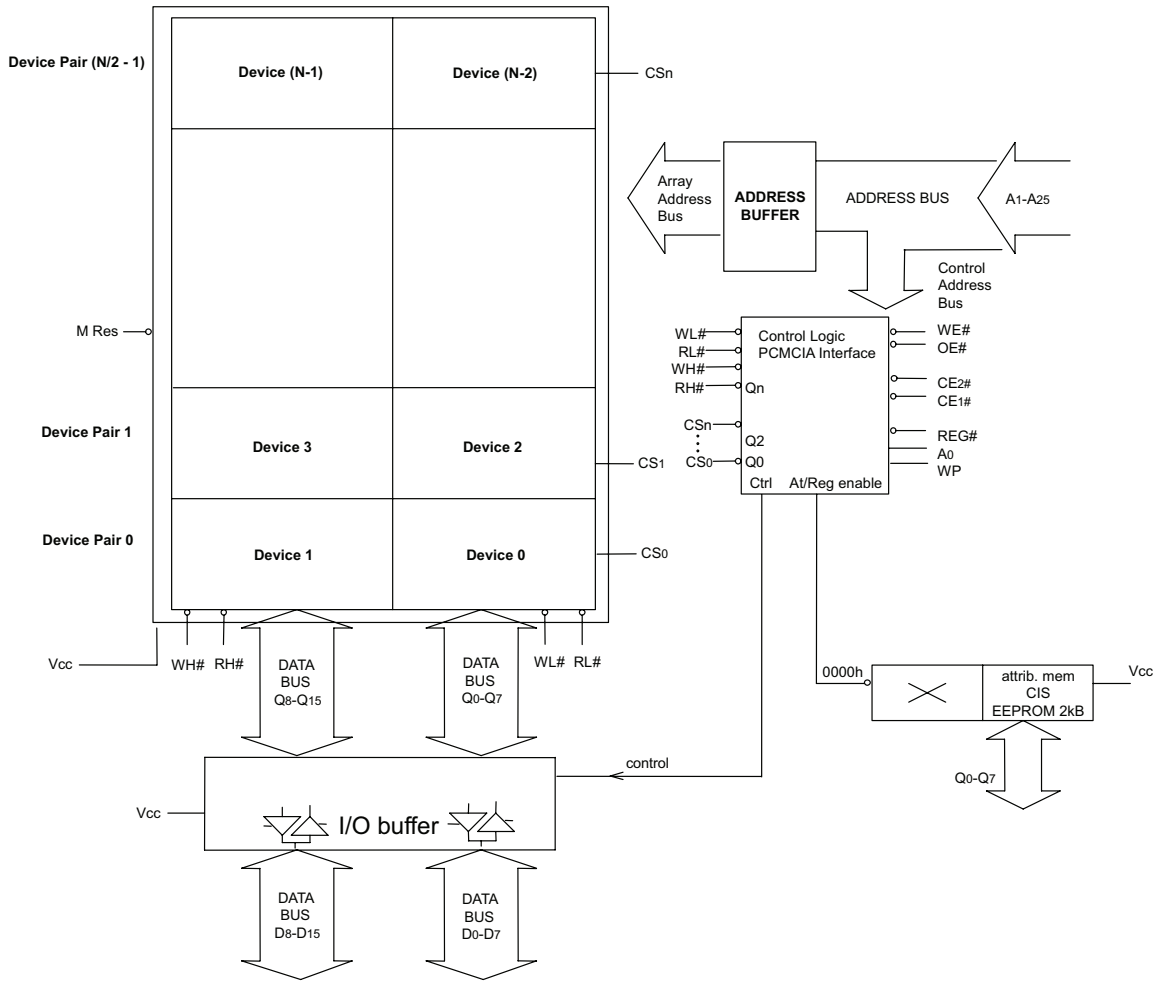 Device Pair (N/2 - 1)
Device (N-1)
Device (N-2)
CSn
Array
Address
Bus
ADDRESS
BUFFER
ADDRESS BUS
A1-A25
Control
Address
Bus
M Res
WL#
RL#
WH#
RH#
Control Logic
PCMCIA Interface
Qn
WE#
OE#
CE2#
CE1#
REG#
A0
WP
CSn
CS0
Q2
Q0
Ctrl
At/Reg enable
Device Pair 1
Device 3
Device 2
CS1
Device Pair 0
Device 1
Device 0
CS0
Vcc
WH#
RH#
DATA
BUS
Q8-Q15
DATA
BUS
Q0-Q7
WL#
RL#
0000h
attrib. mem
CIS
EEPROM 2kB
Vcc
Q0-Q7
control
Vcc
I/O buffer
DATA
BUS
D8-D15
DATA
BUS
D0-D7